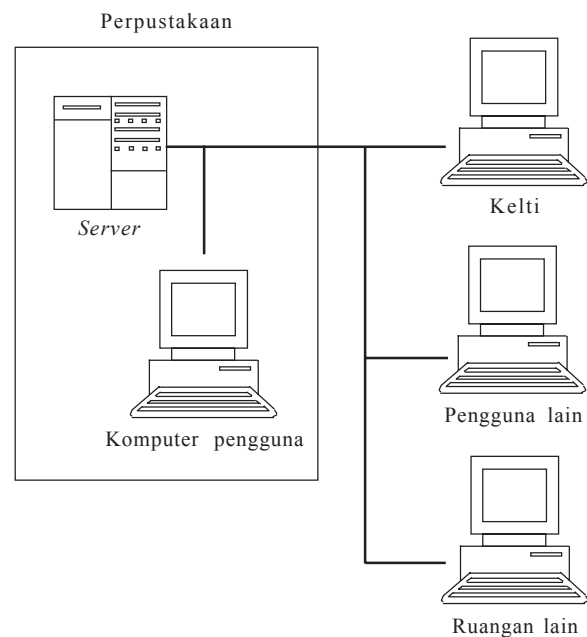 Perpustakaan
Server
Komputer pengguna
Kelti
Pengguna lain
Ruangan lain